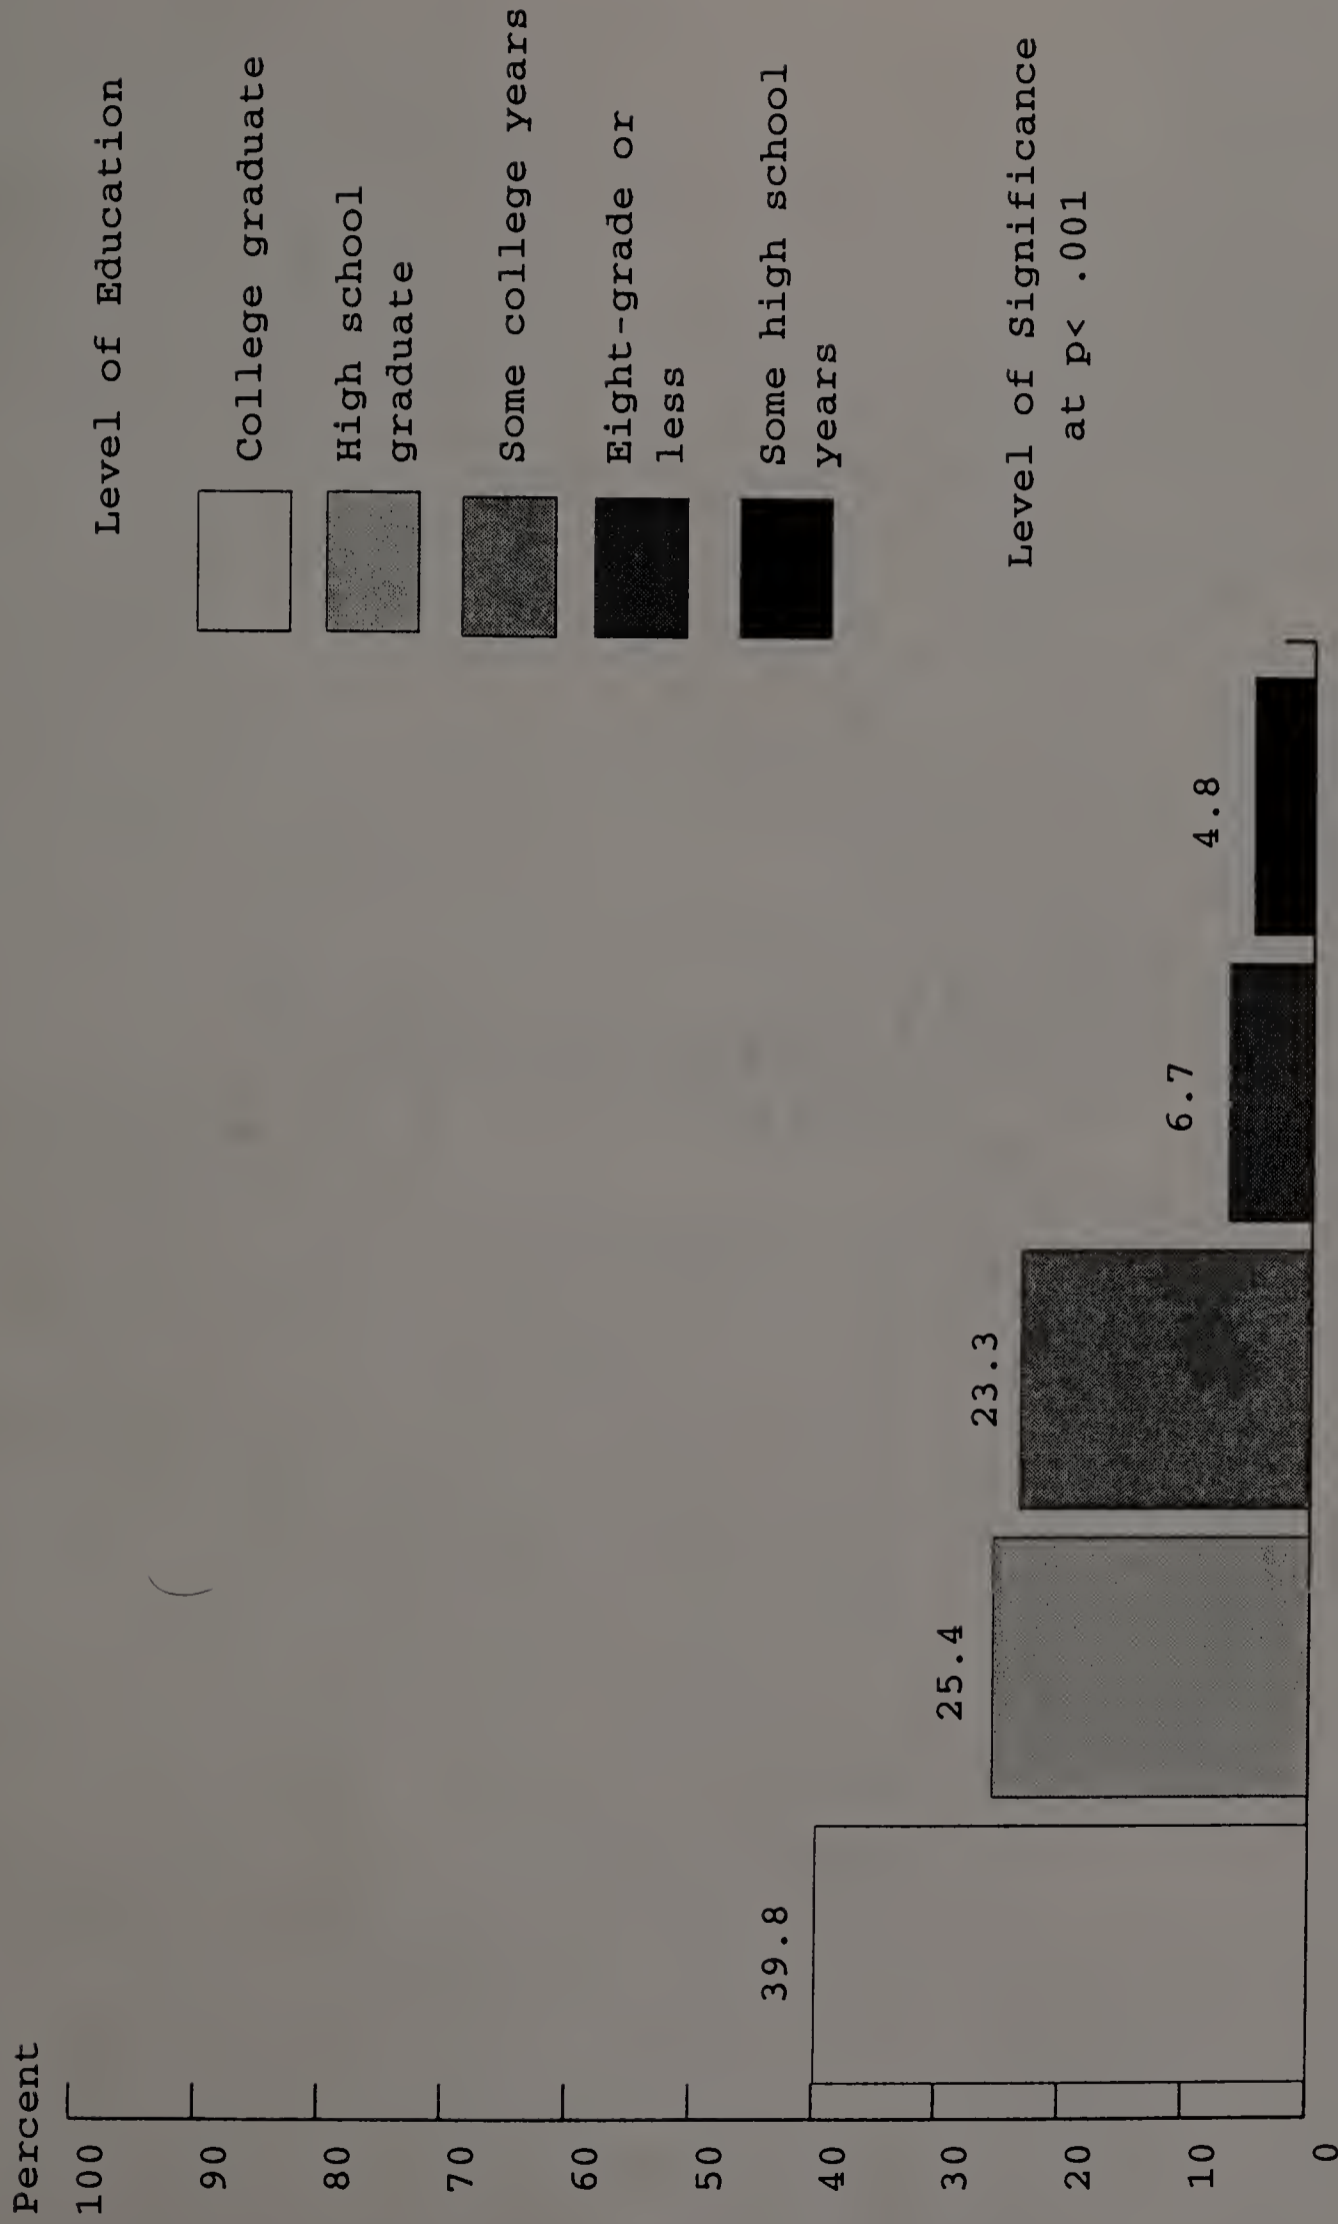 Percent
100
90
80
70
60
50
40
30
20
10
0
39.8
25.4
23.3
6.7
4.8
Level of Education
College graduate
High school
graduate
Some college years
Eight-grade or
less
Some high school
years
Level of Significance
at p< .001